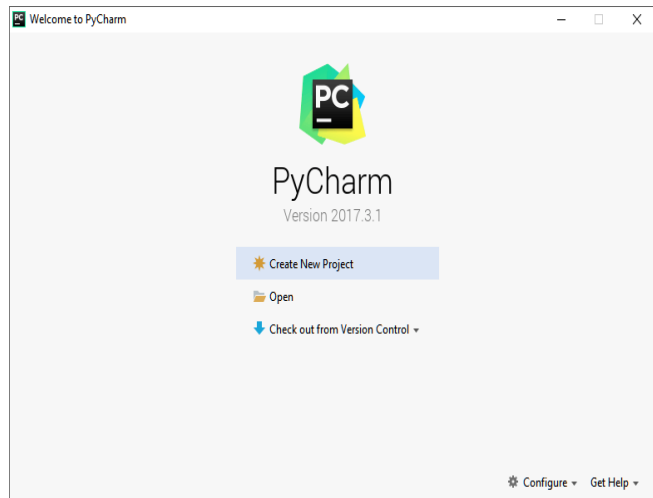 PC Welcome to PyCharm
PC
PyCharm
Version 2017.3.1
Create New Project
Open
Check out from Version Control
Configure
Get Help